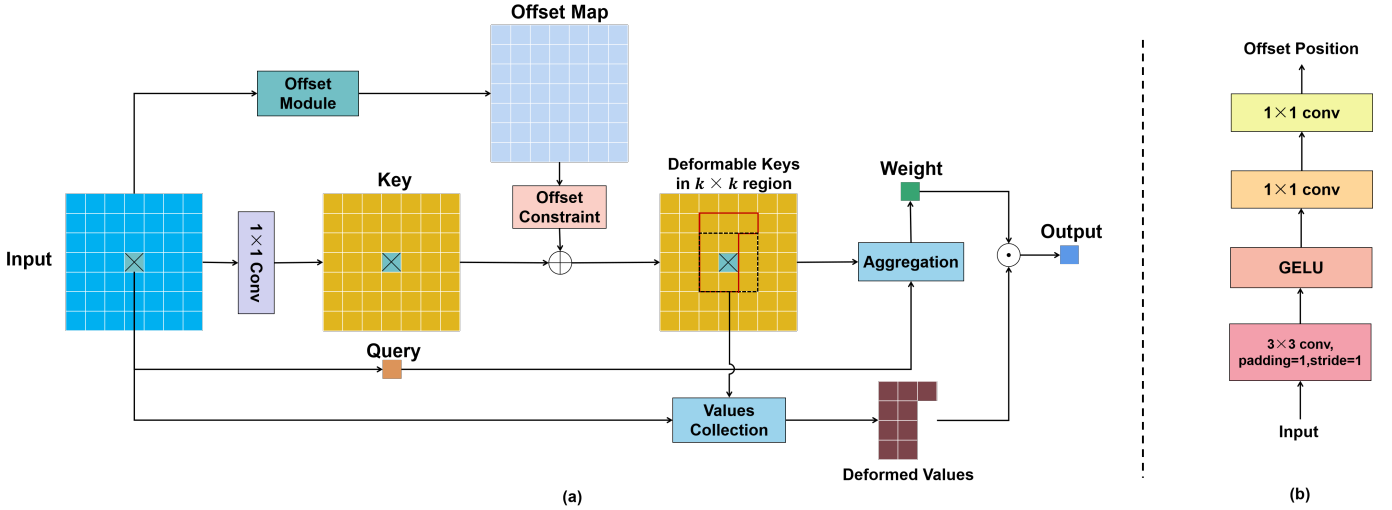 Offset Map
Offset
Module
Input
1×1 Conv
Key
Offset
Constraint
Deformable Keys
in k × k region
Weight
Aggregation
Output
Query
Values
Collection
Deformed Values
(a)
Offset Position
1×1 conv
1×1 conv
GELU
3×3 conv,
padding=1,stride=1
Input
(b)